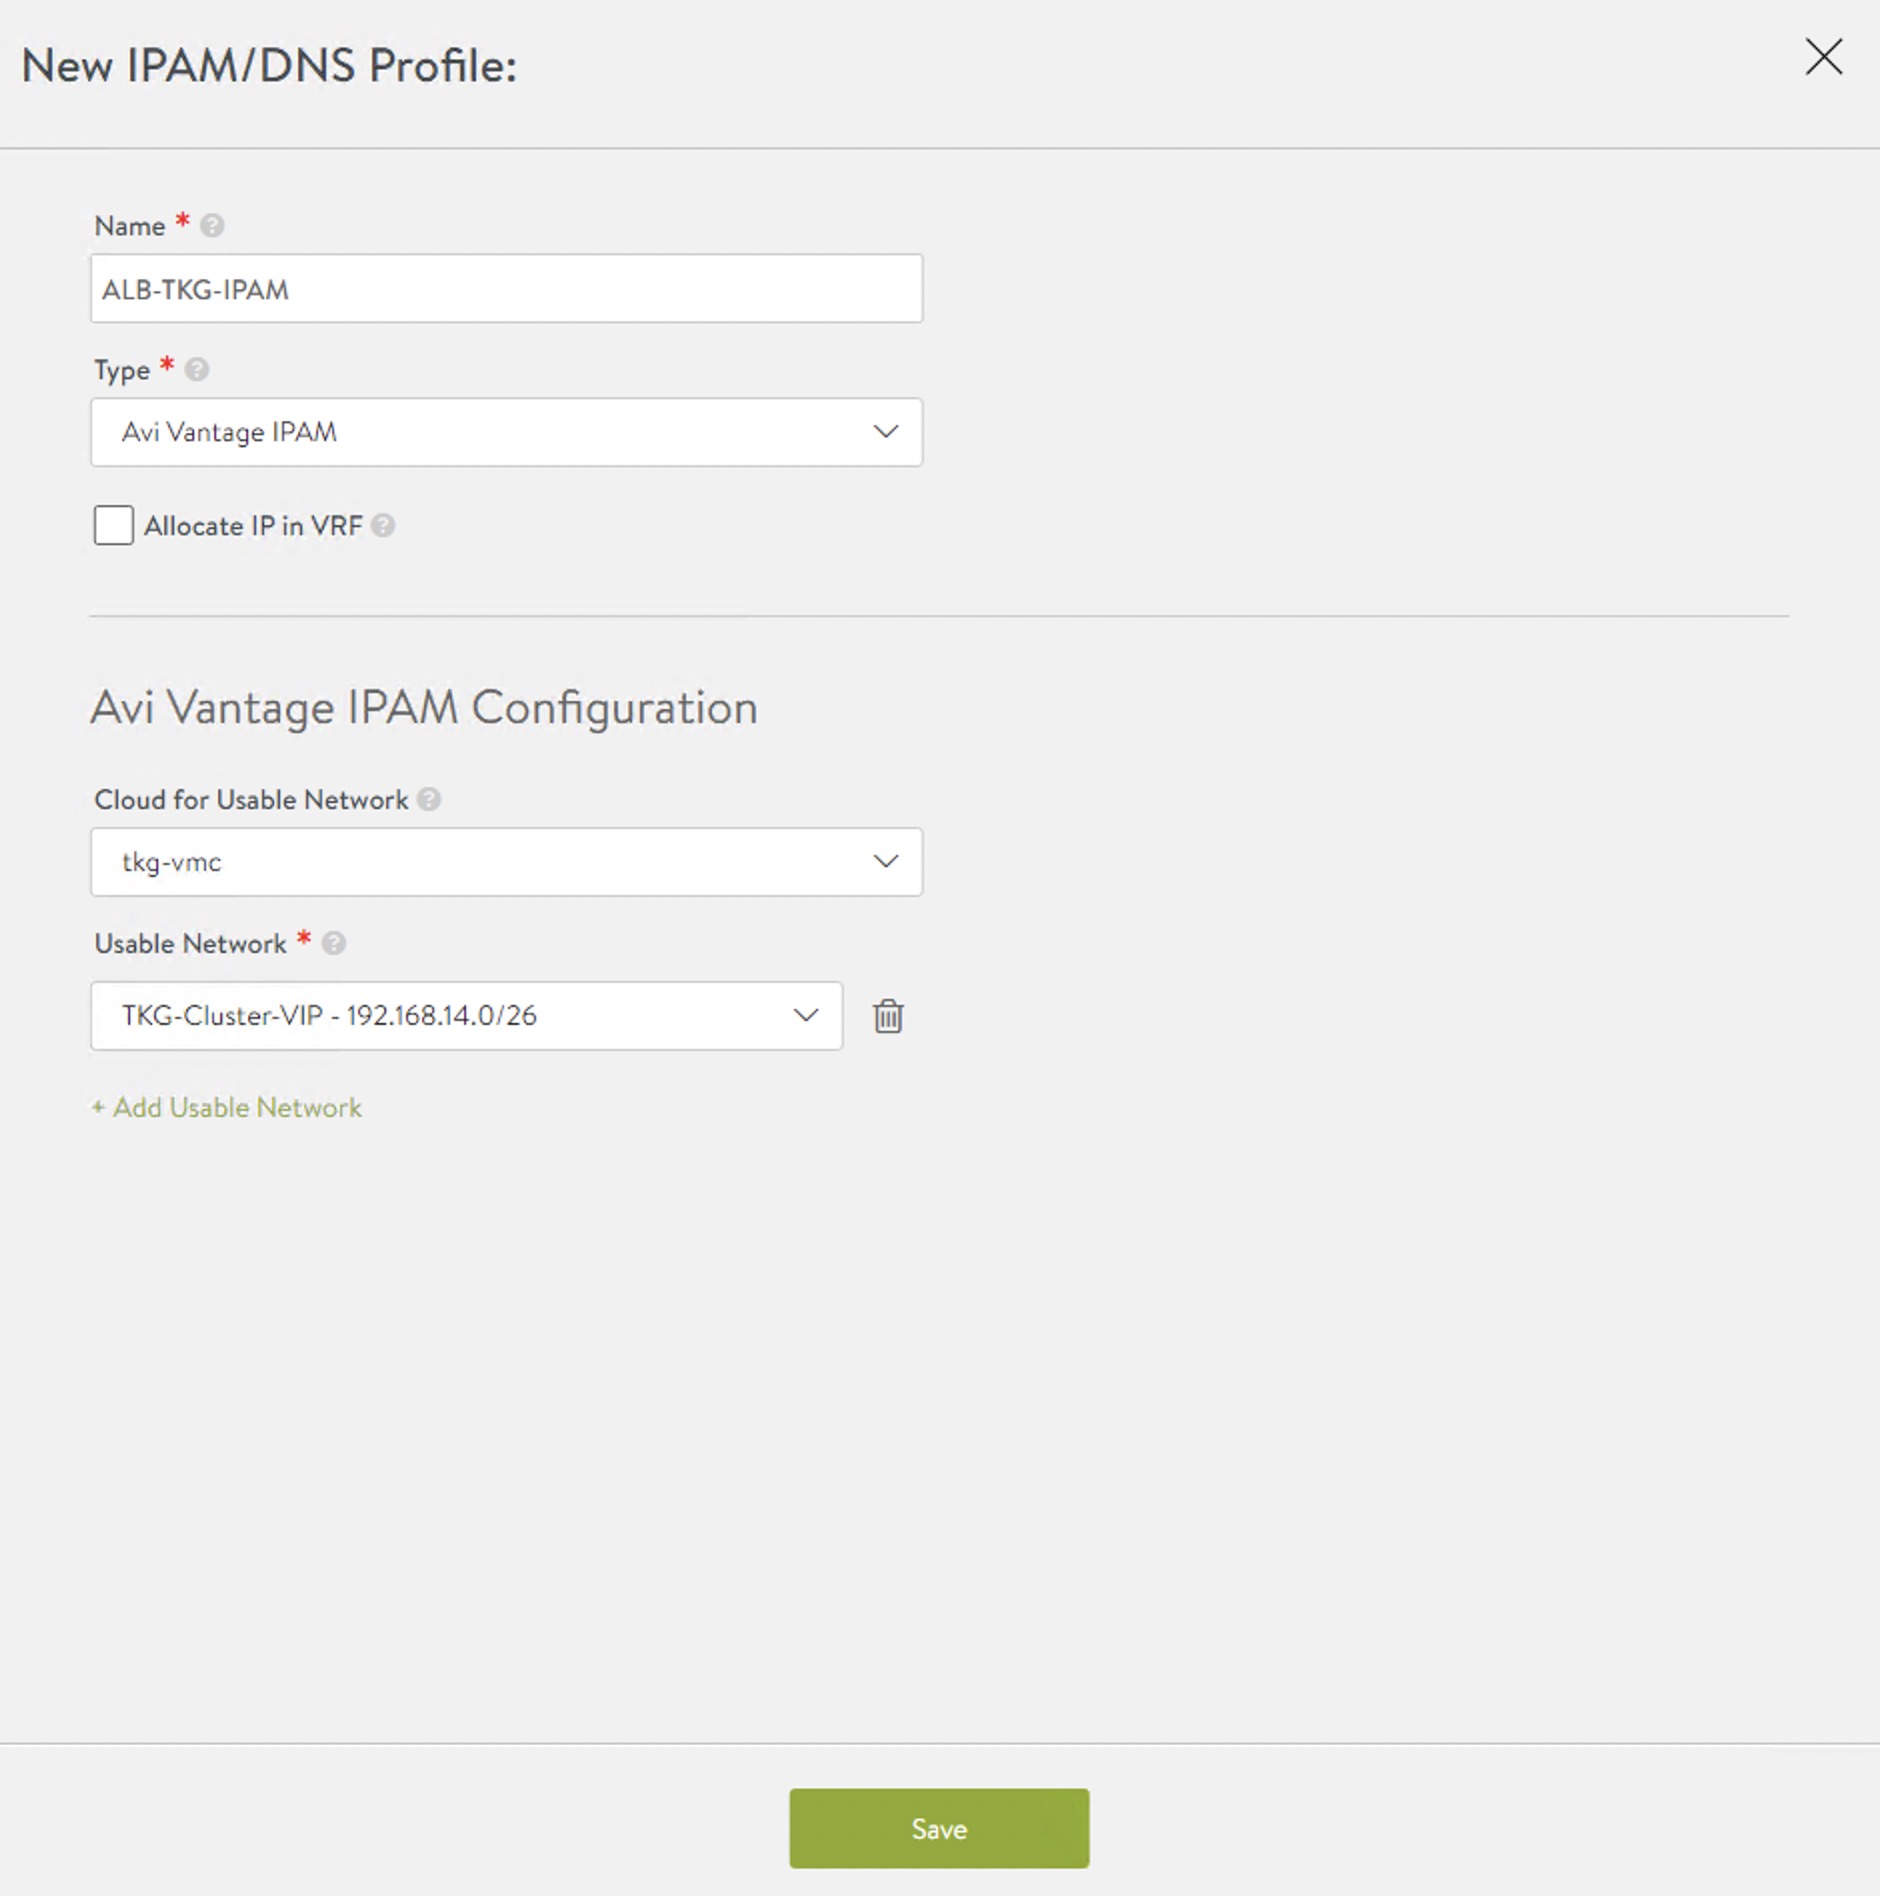 New IPAM/DNS Profile:
Name * ?
ALB-TKG-IPAM
Type * ?
Avi Vantage IPAM
Allocate IP in VRF ?
Avi Vantage IPAM Configuration
Cloud for Usable Network ?
tkg-vmc
Usable Network * ?
TKG-Cluster-VIP - 192.168.14.0/26
+ Add Usable Network
Save